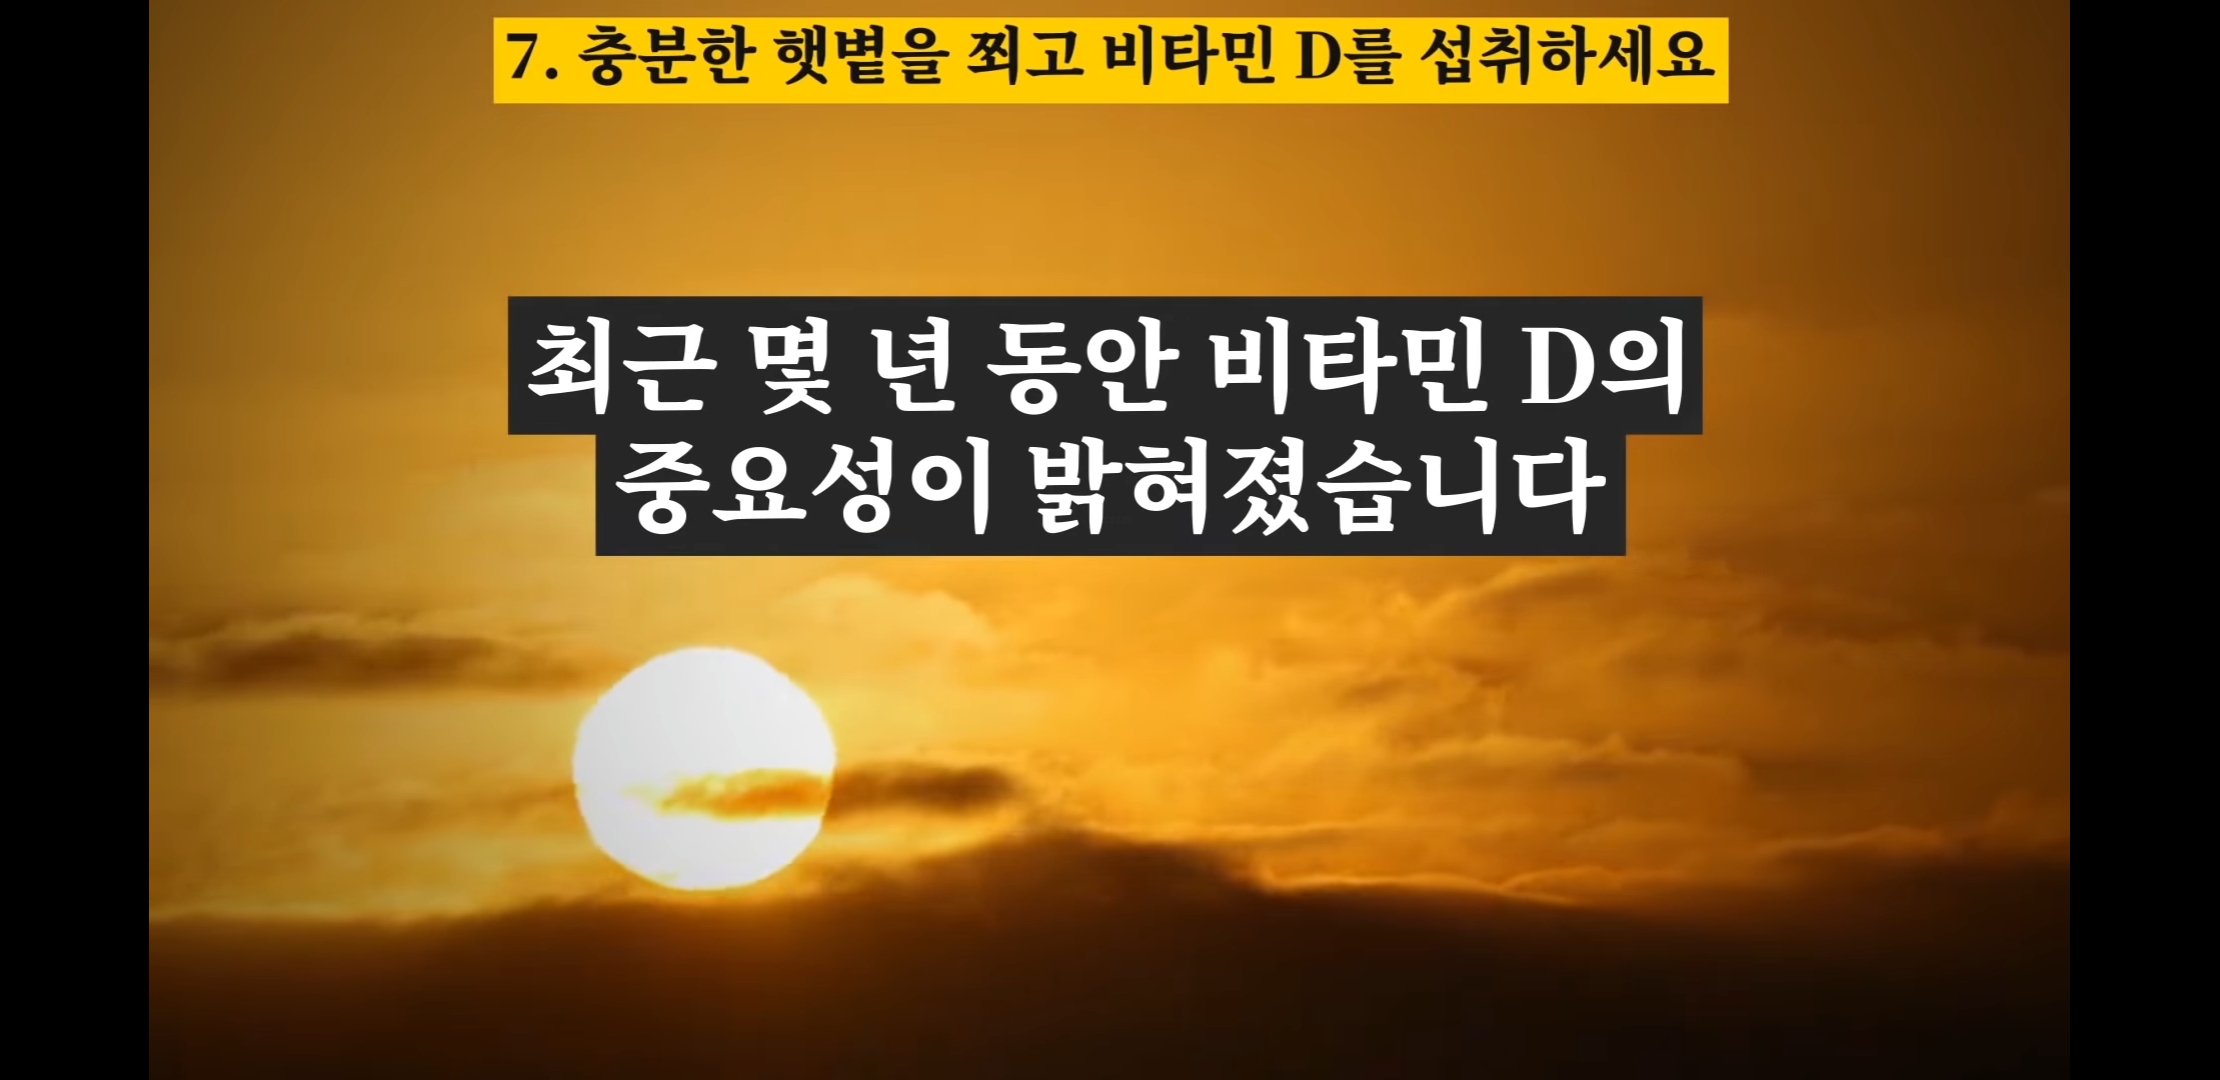 7. 충분한 햇볕을 쬐고 비타민 D를 섭취하세요
최근 몇 년 동안 비타민 D의
중요성이 밝혀졌습니다